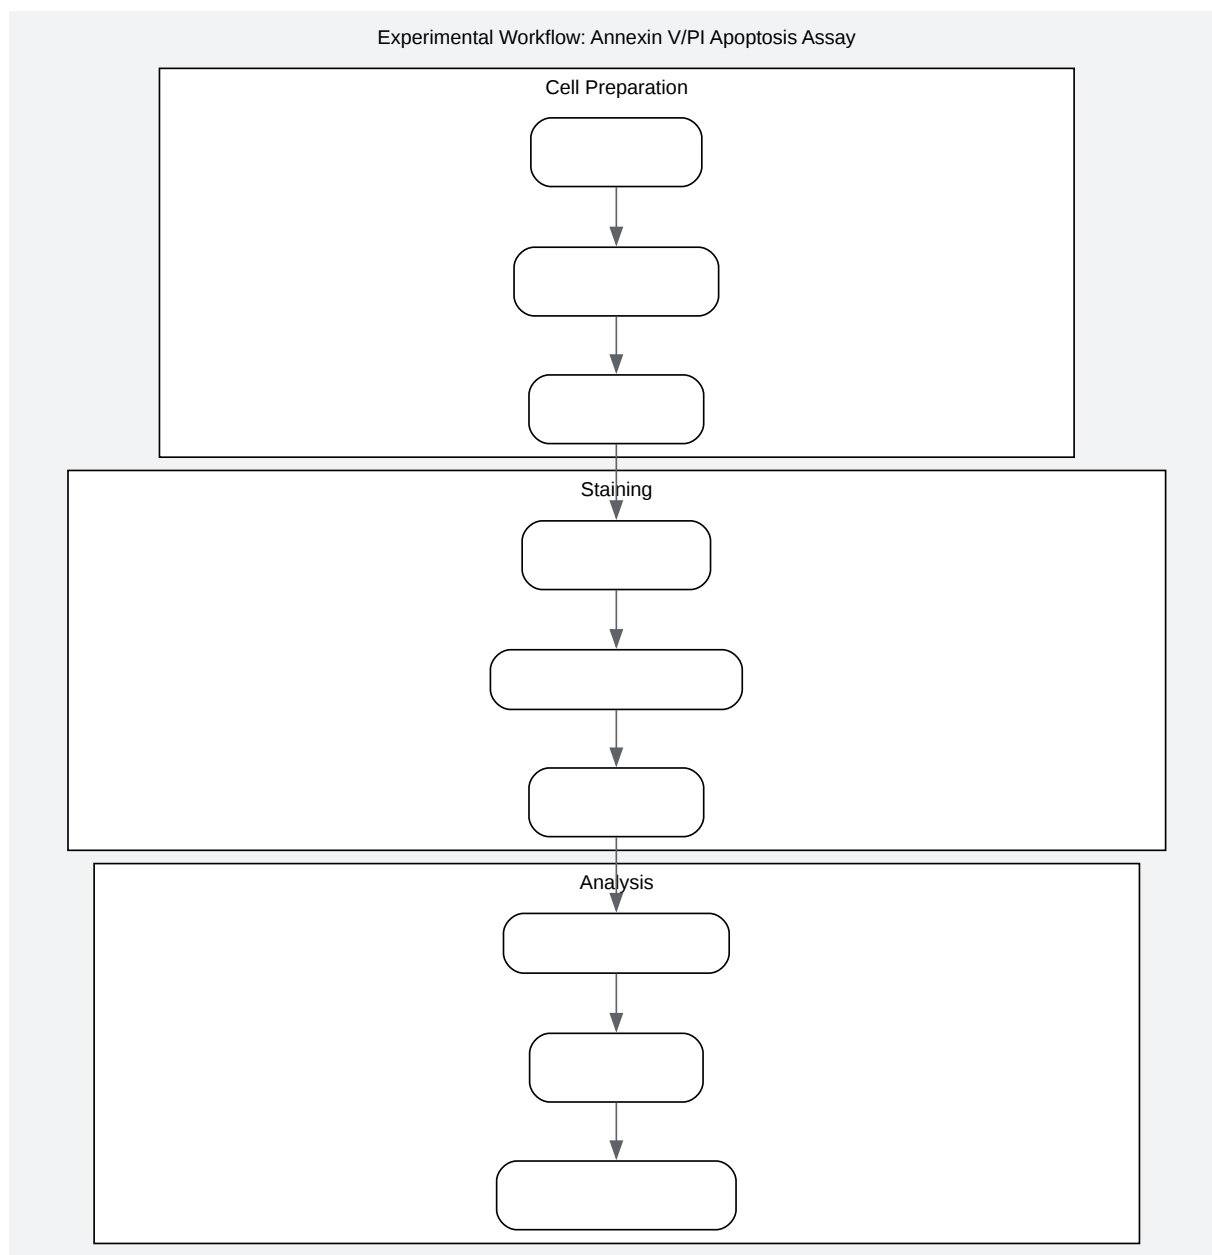 Experimental Workflow: Annexin V/PI Apoptosis Assay
Cell Preparation
Staining
Analysis